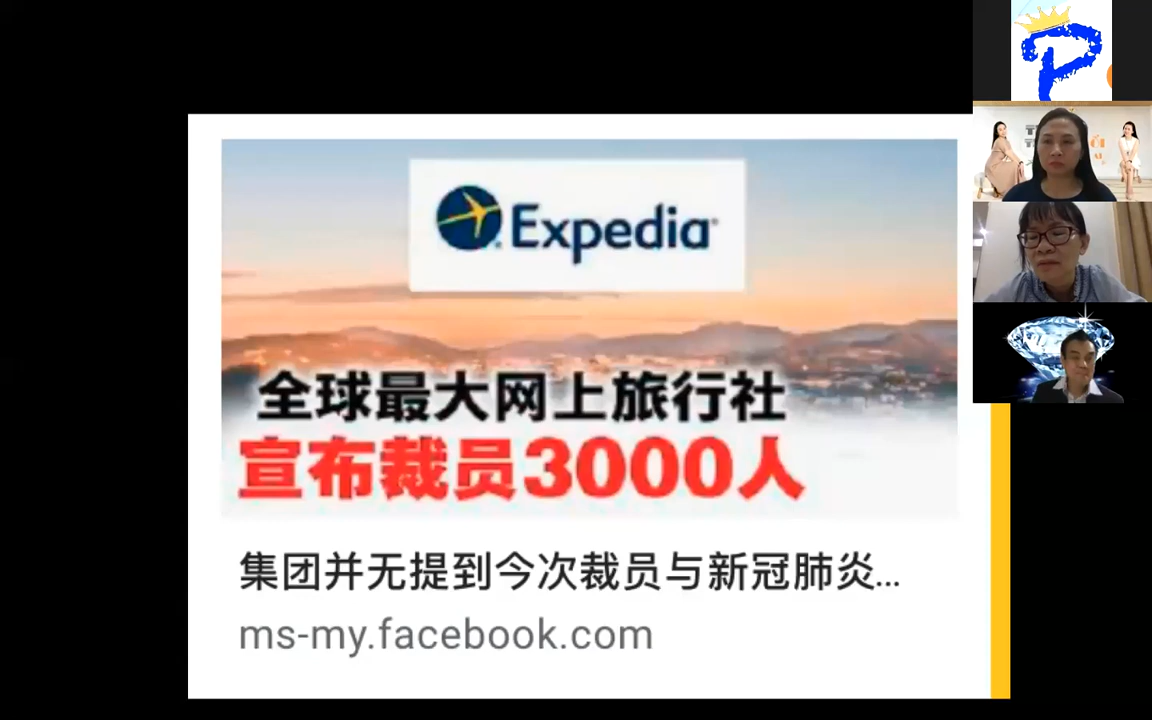 Expedia
全球最大网上旅行社
宣布裁员3000人
集团并无提到今次裁员与新冠肺炎...
ms-my.facebook.com
P